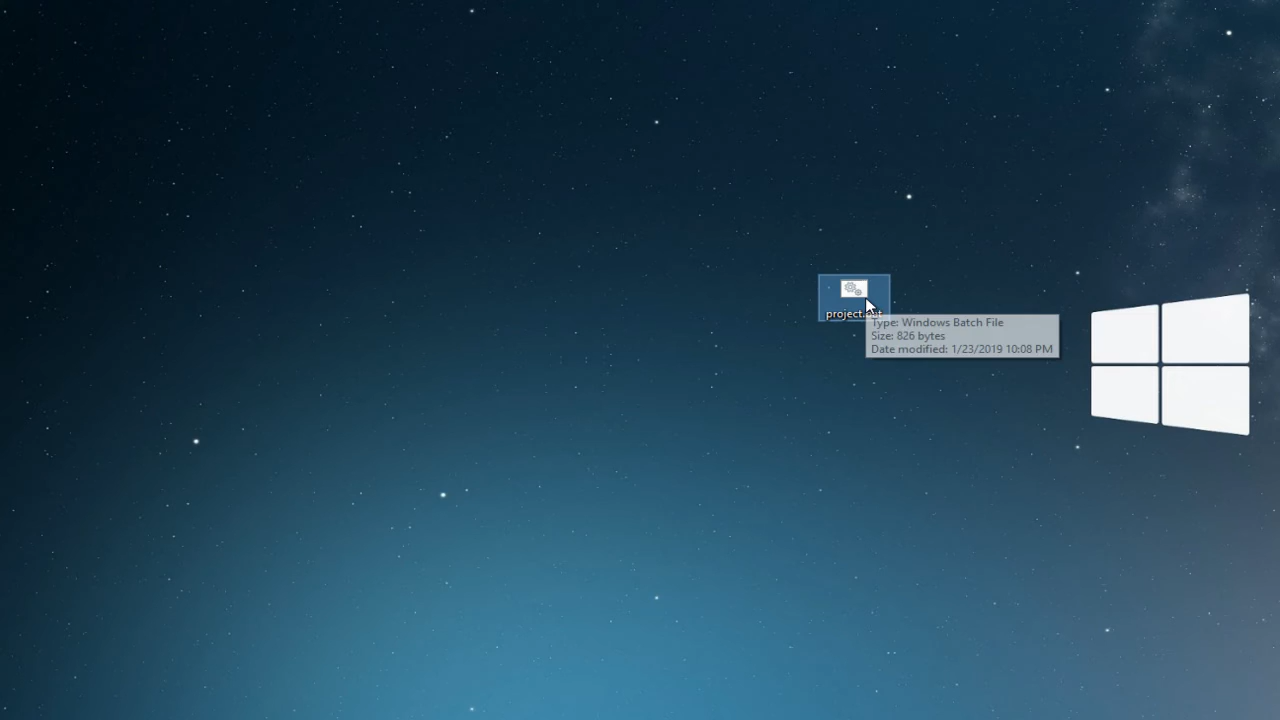 project.bat
Type: Windows Batch File
Size: 826 bytes
Date modified: 1/23/2019 10:08 PM